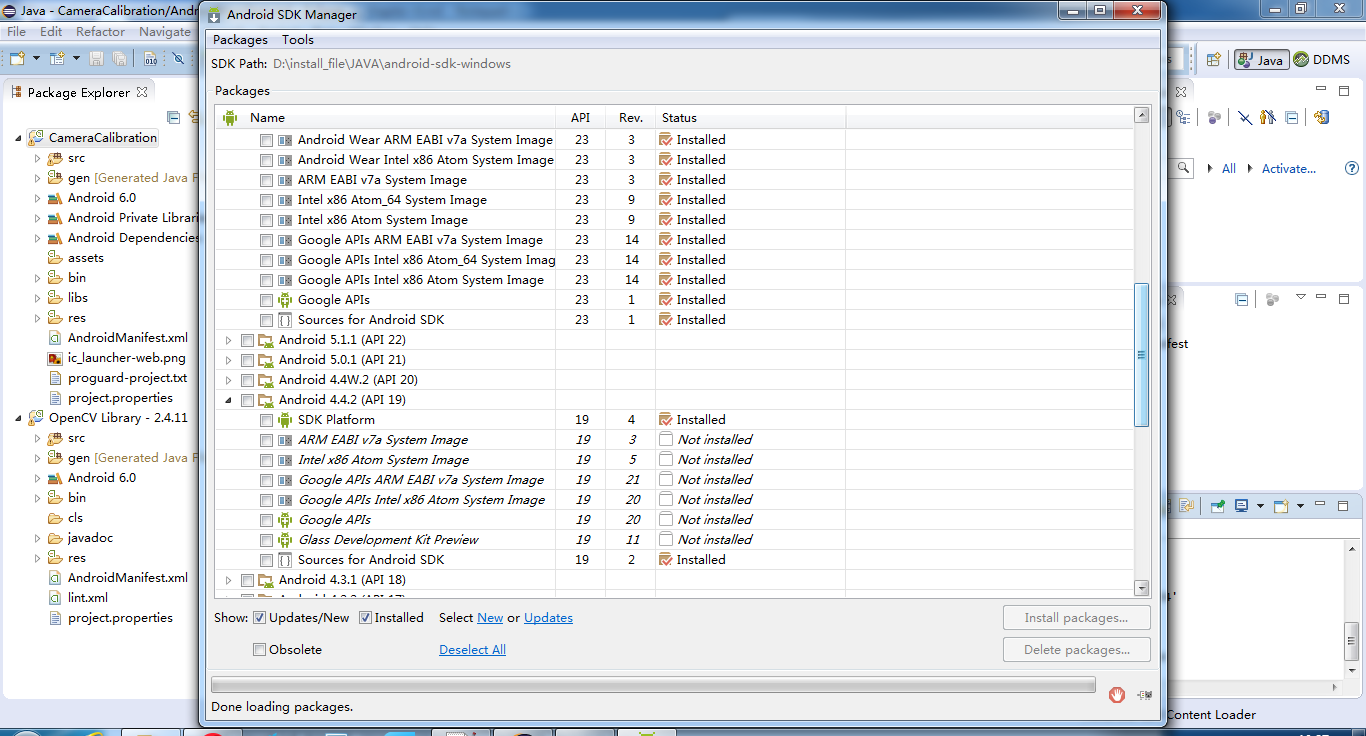 Java - CameraCalibration/Andr
File Edit Refactor Navigate
Package Explorer
CameraCalibration
src
gen [Generated Java F
Android 6.0
Android Private Librari
Android Dependencies
assets
bin
libs
res
AndroidManifest.xml
ic_launcher-web.png
proguard-project.txt
project.properties
OpenCV Library - 2.4.11
src
gen [Generated Java F
Android 6.0
bin
cls
javadoc
res
AndroidManifest.xml
lint.xml
project.properties
Android SDK Manager
Packages Tools
SDK Path: D:\install_file\JAVA\android-sdk-windows
Packages
Name API Rev. Status
Android Wear ARM EABI v7a System Image 23 3 Installed
Android Wear Intel x86 Atom System Image 23 3 Installed
ARM EABI v7a System Image 23 3 Installed
Intel x86 Atom_64 System Image 23 9 Installed
Intel x86 Atom System Image 23 9 Installed
Google APIs ARM EABI v7a System Image 23 14 Installed
Google APIs Intel x86 Atom_64 System Imag 23 14 Installed
Google APIs Intel x86 Atom System Image 23 14 Installed
Google APIs 23 1 Installed
Sources for Android SDK 23 1 Installed
Android 5.1.1 (API 22)
Android 5.0.1 (API 21)
Android 4.4W.2 (API 20)
Android 4.4.2 (API 19)
SDK Platform 19 4 Installed
ARM EABI v7a System Image 19 3 Not installed
Intel x86 Atom System Image 19 5 Not installed
Google APIs ARM EABI v7a System Image 19 21 Not installed
Google APIs Intel x86 Atom System Image 19 20 Not installed
Google APIs 19 20 Not installed
Glass Development Kit Preview 19 11 Not installed
Sources for Android SDK 19 2 Installed
Android 4.3.1 (API 18)
Show: Updates/New Installed Select New or Updates
Install packages...
Obsolete Deselect All
Delete packages...
Done loading packages.
Java DDMS
All Activate...
fest
Content Loader